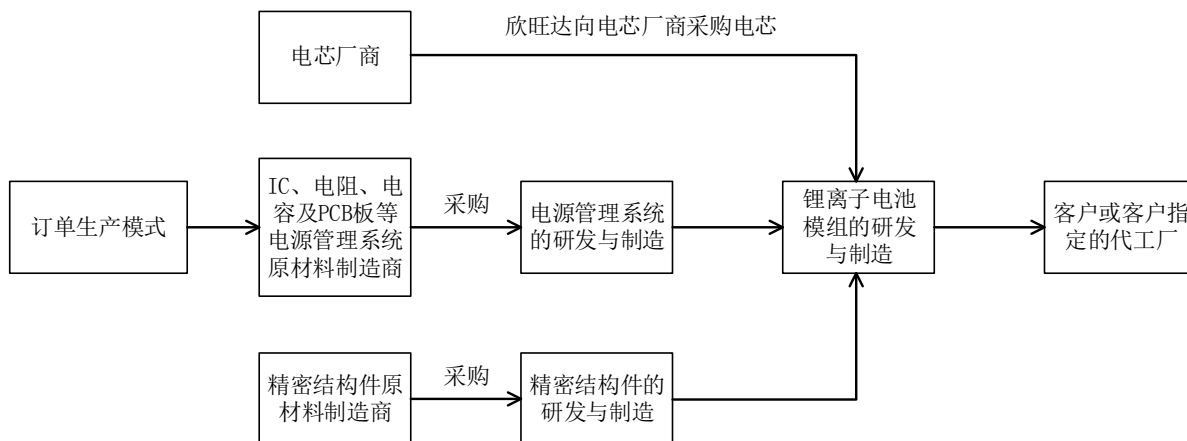 欣旺达向电芯厂商采购电芯
电芯厂商
订单生产模式
IC、电阻、电
容及PCB板等
电源管理系统
原材料制造商
采购
电源管理系统
的研发与制造
锂离子电池
模组的研发
与制造
客户或客户指
定的代工厂
精密结构件原
材料制造商
采购
精密结构件的
研发与制造